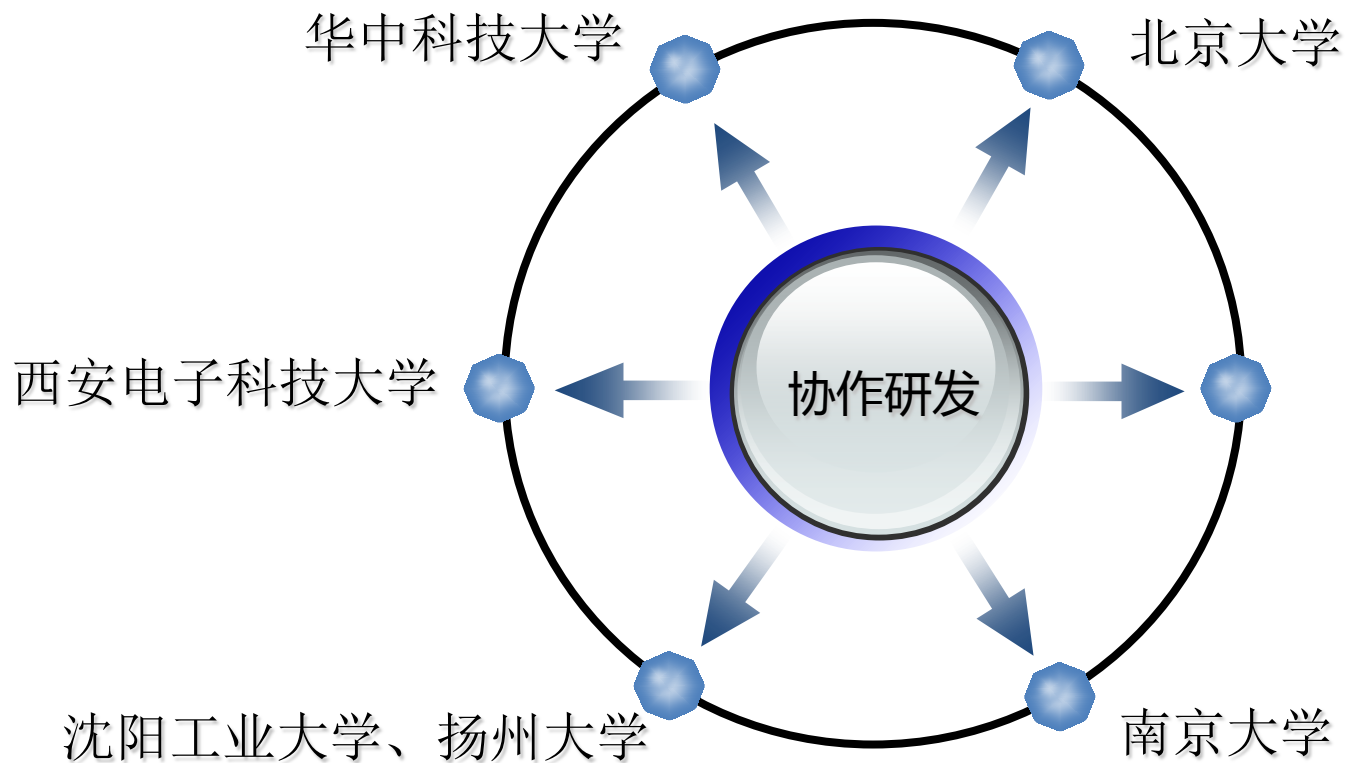 华中科技大学
北京大学
西安电子科技大学
协作研发
沈阳工业大学、扬州大学
南京大学